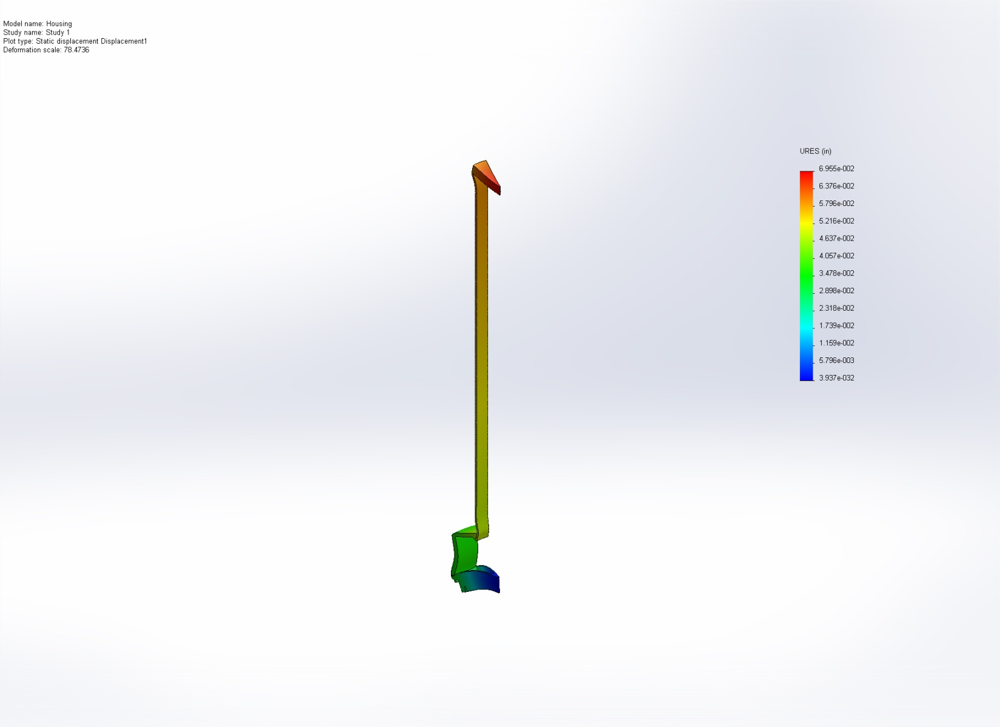 Model name: Housing
Study name: Study 1
Plot type: Static displacement Displacement1
Deformation scale: 78.4736
URES (in)
6.955e-002
6.376e-002
5.796e-002
5.216e-002
4.637e-002
4.057e-002
3.478e-002
2.898e-002
2.318e-002
1.739e-002
1.159e-002
5.796e-003
3.937e-032